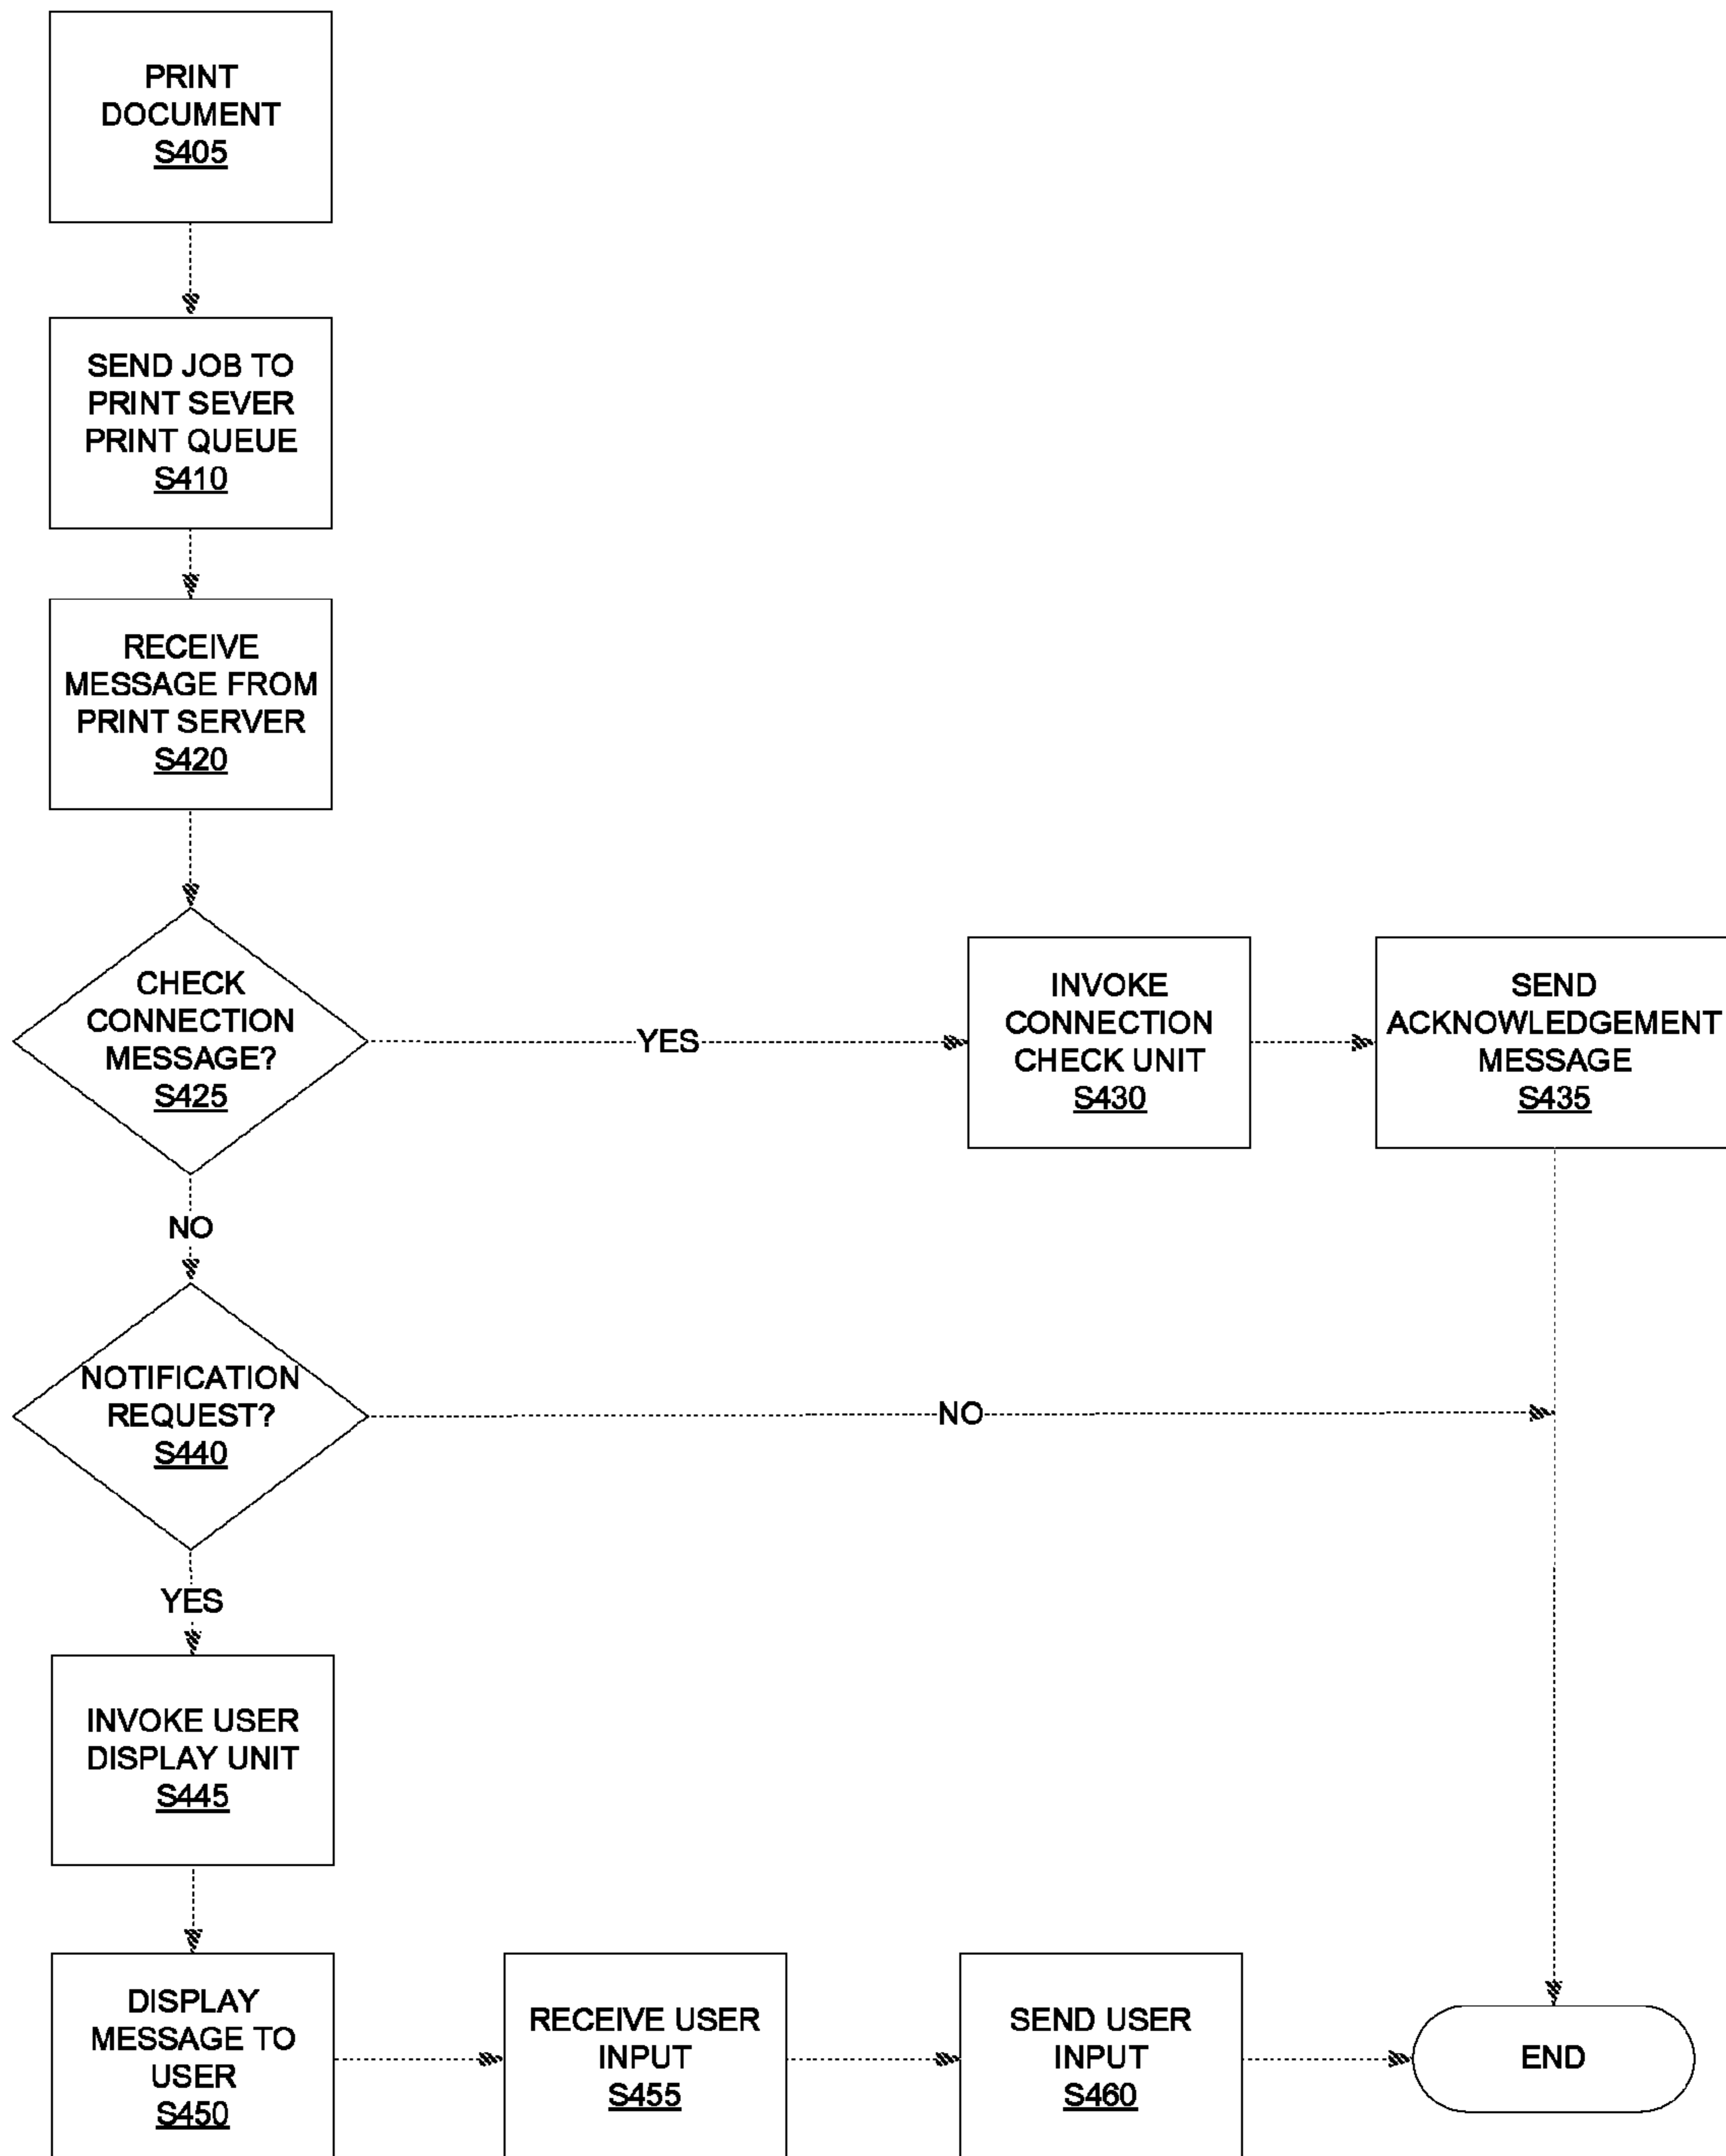 PRINT
DOCUMENT
S405
SEND JOB TO
PRINT SEVER
PRINT QUEUE
S410
RECEIVE
MESSAGE FROM
PRINT SERVER
S420
CHECK
CONNECTION
MESSAGE?
S425
YES
INVOKE
CONNECTION
CHECK UNIT
S430
SEND
ACKNOWLEDGEMENT
MESSAGE
S435
NO
NOTIFICATION
REQUEST?
S440
NO
YES
INVOKE USER
DISPLAY UNIT
S445
DISPLAY
MESSAGE TO
USER
S450
RECEIVE USER
INPUT
S455
SEND USER
INPUT
S460
END